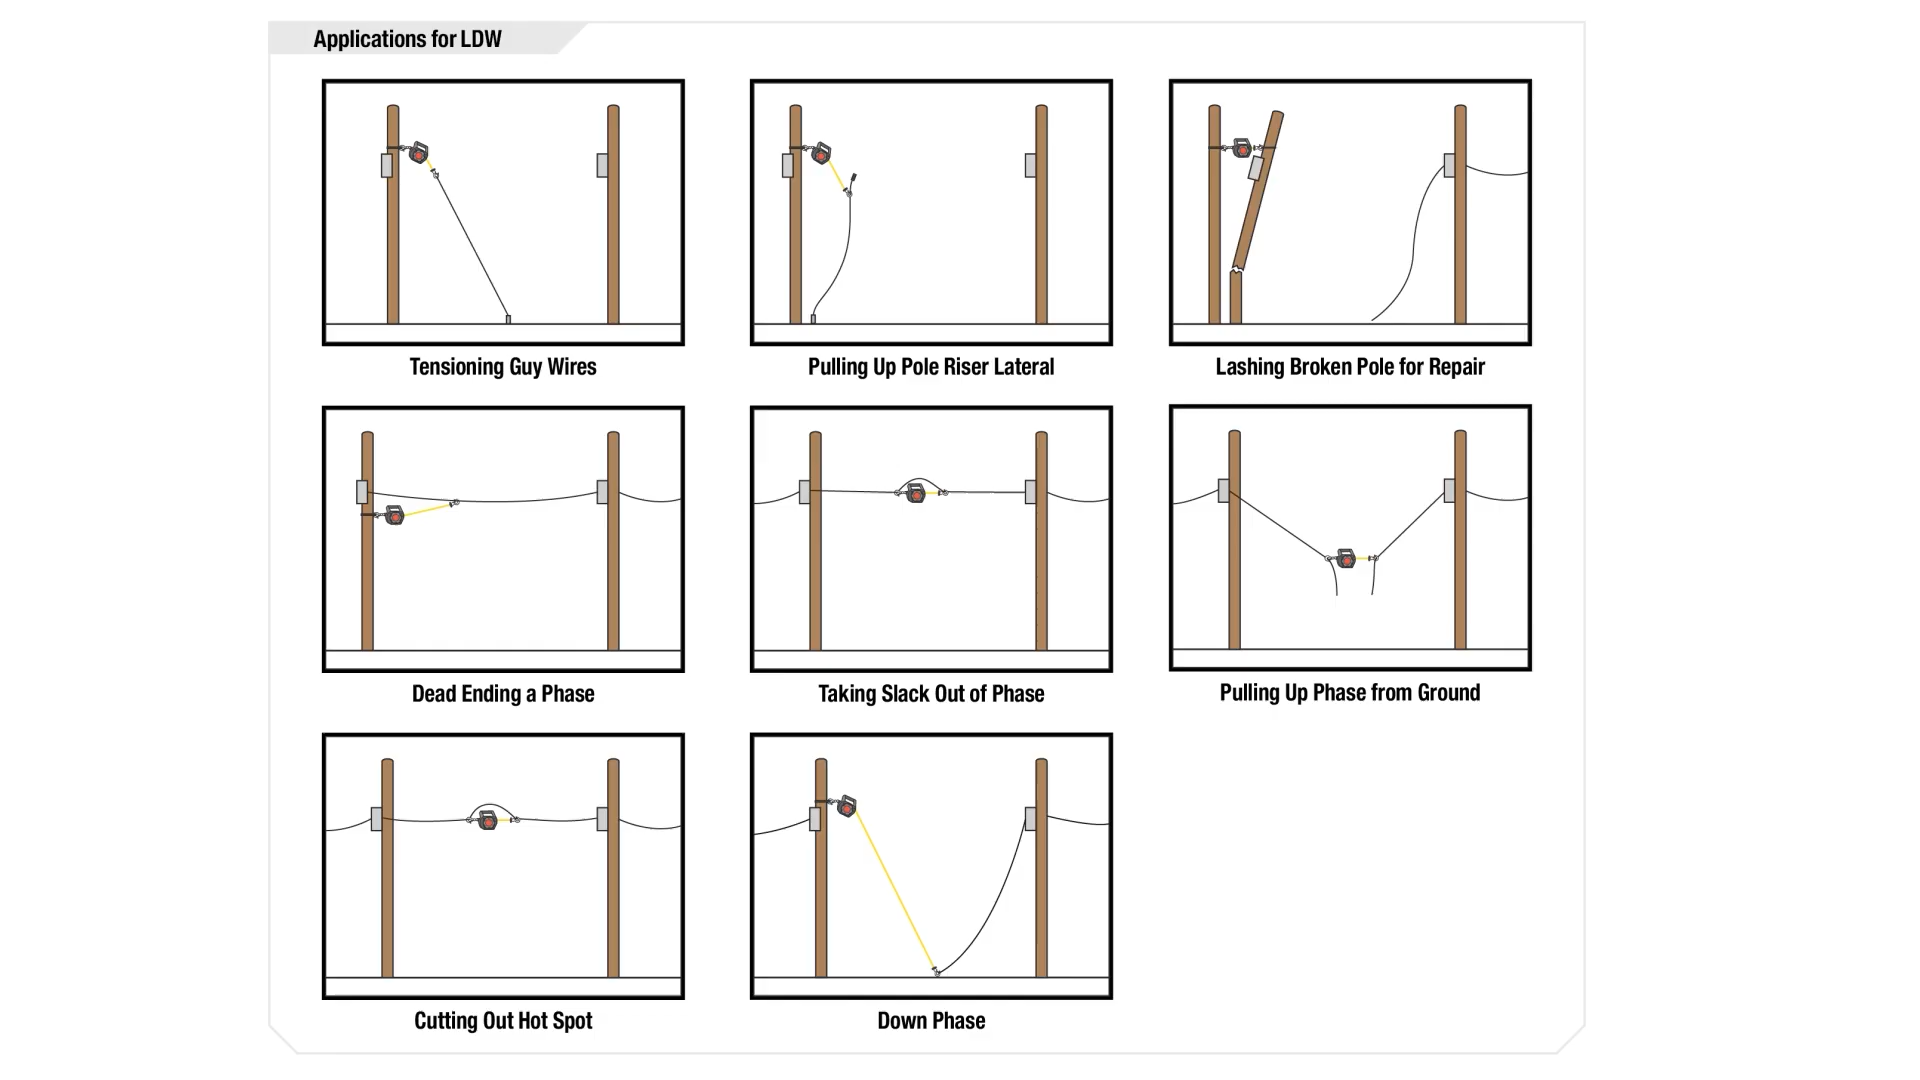 Applications for LDW
Tensioning Guy Wires
Pulling Up Pole Riser Lateral
Lashing Broken Pole for Repair
Dead Ending a Phase
Taking Slack Out of Phase
Pulling Up Phase from Ground
Cutting Out Hot Spot
Down Phase